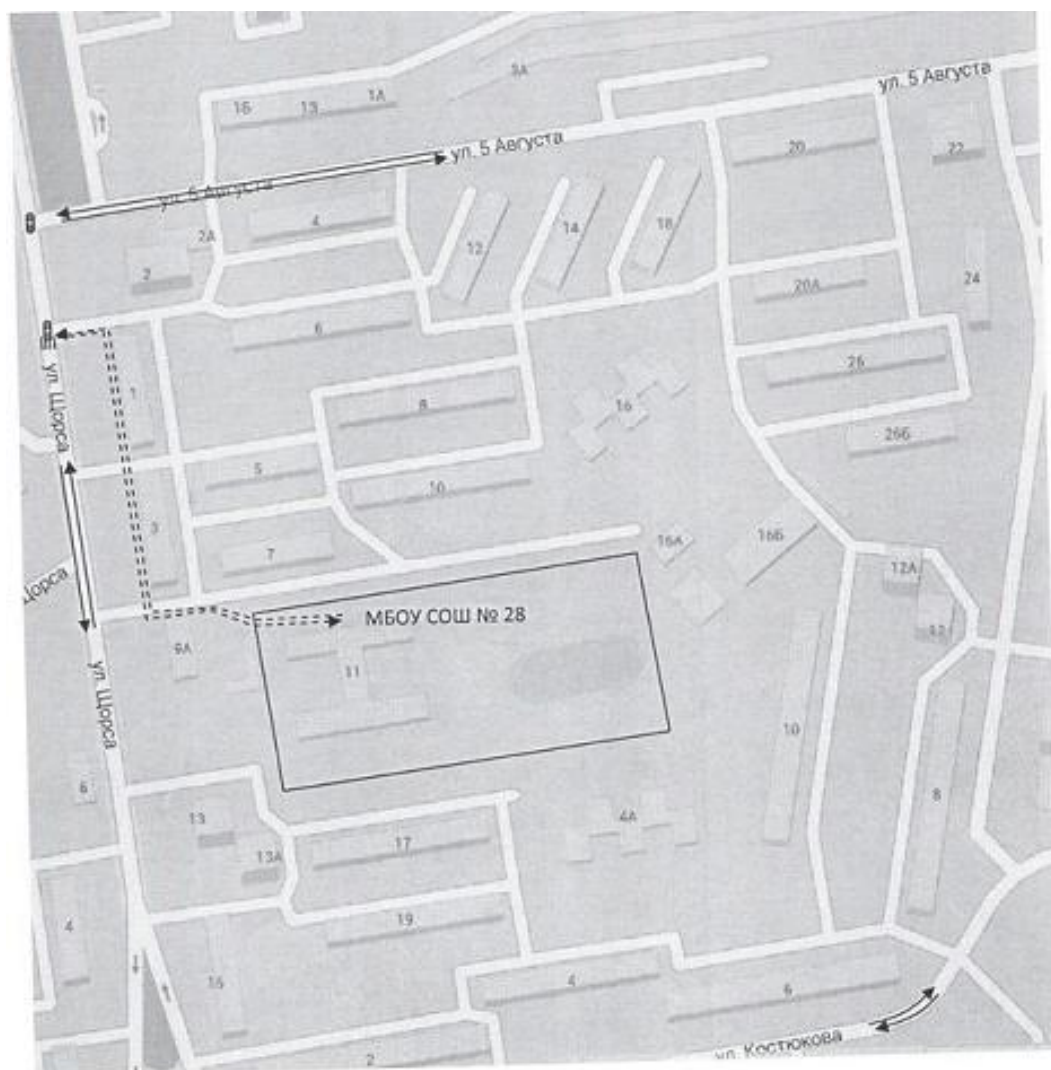 3А
1Б 13 1А
ул. 5 Августа
ул. 5 Августа
ул. 5 Августа
20
22
2А
4
12
14
18
2
24
20А
6
1
26
8
16
26Б
ул. Щорса
5
10
3
7
16А
16Б
12А
МБОУ СОШ № 28
12
9А
11
ул. Щорса
10
6
8
13
4А
17
13А
4
19
15
4
6
2
ул. Костюкова